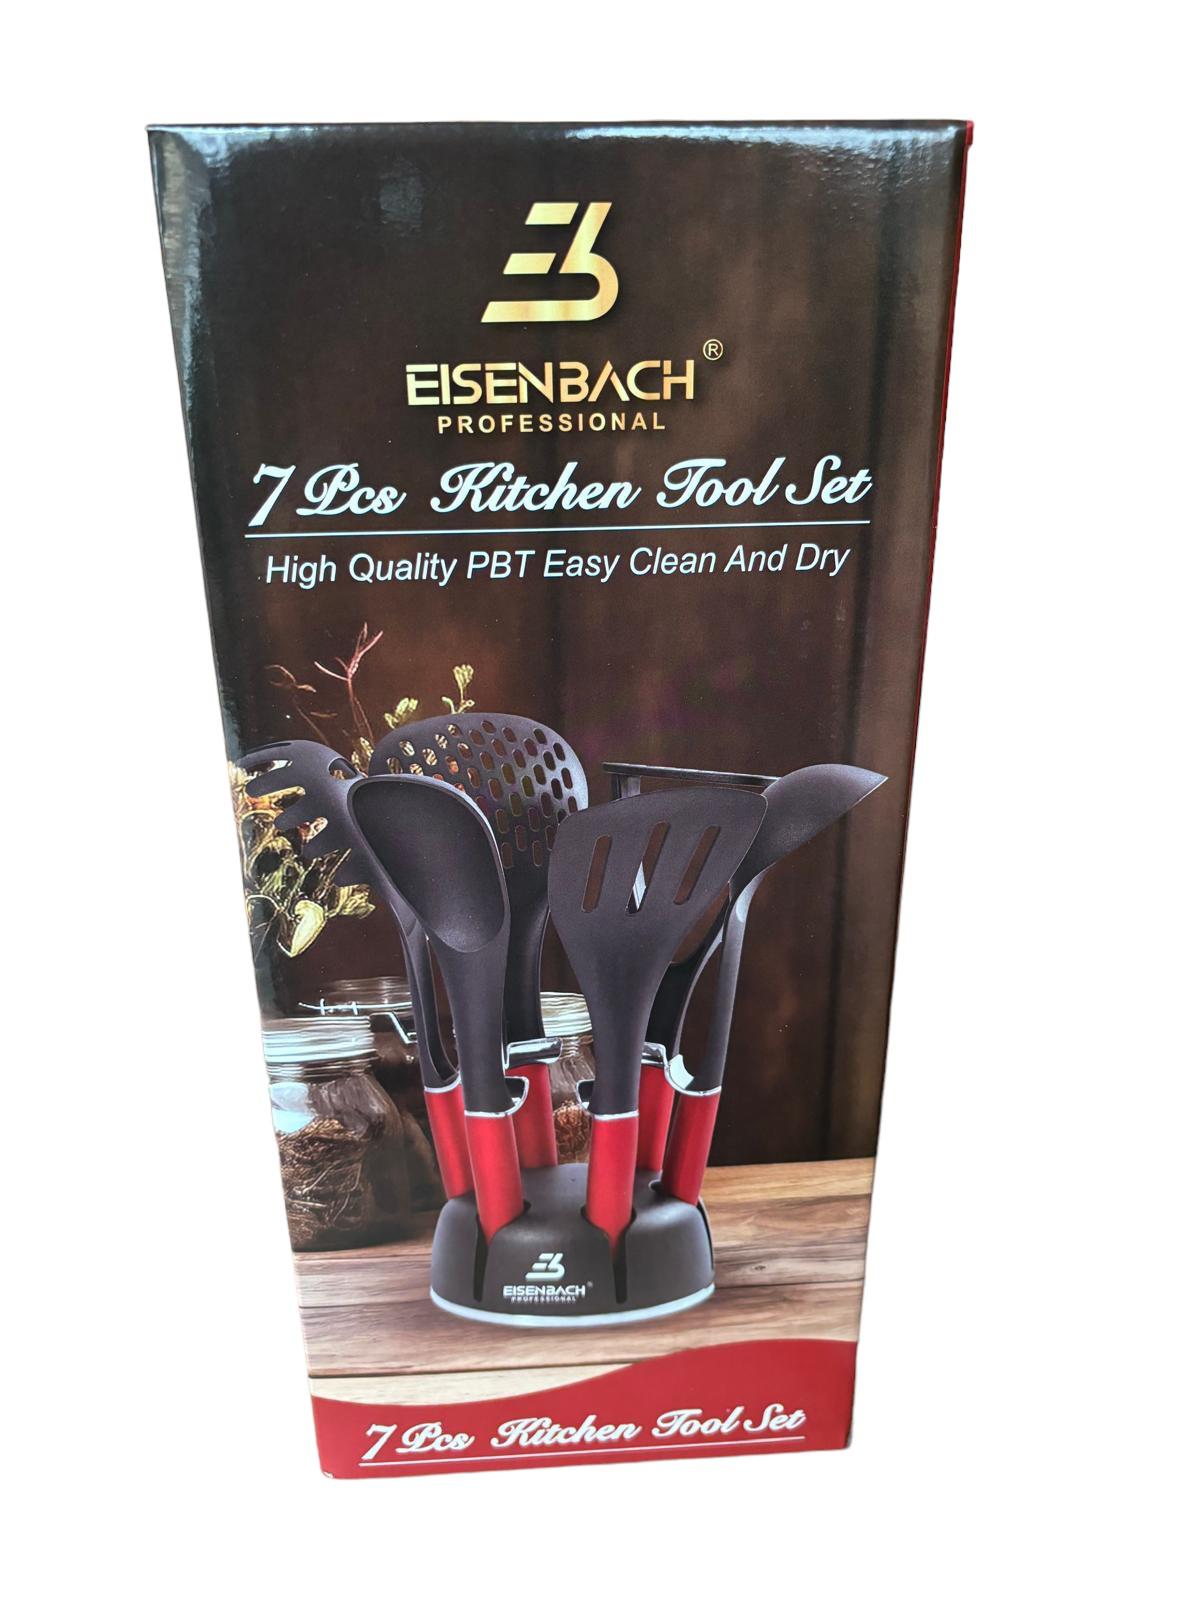 EB
EISENBACH®
PROFESSIONAL
7 Pcs Kitchen Tool Set
High Quality PBT Easy Clean And Dry
EB
EISENBACH®
PROFESSIONAL
7 Pcs Kitchen Tool Set